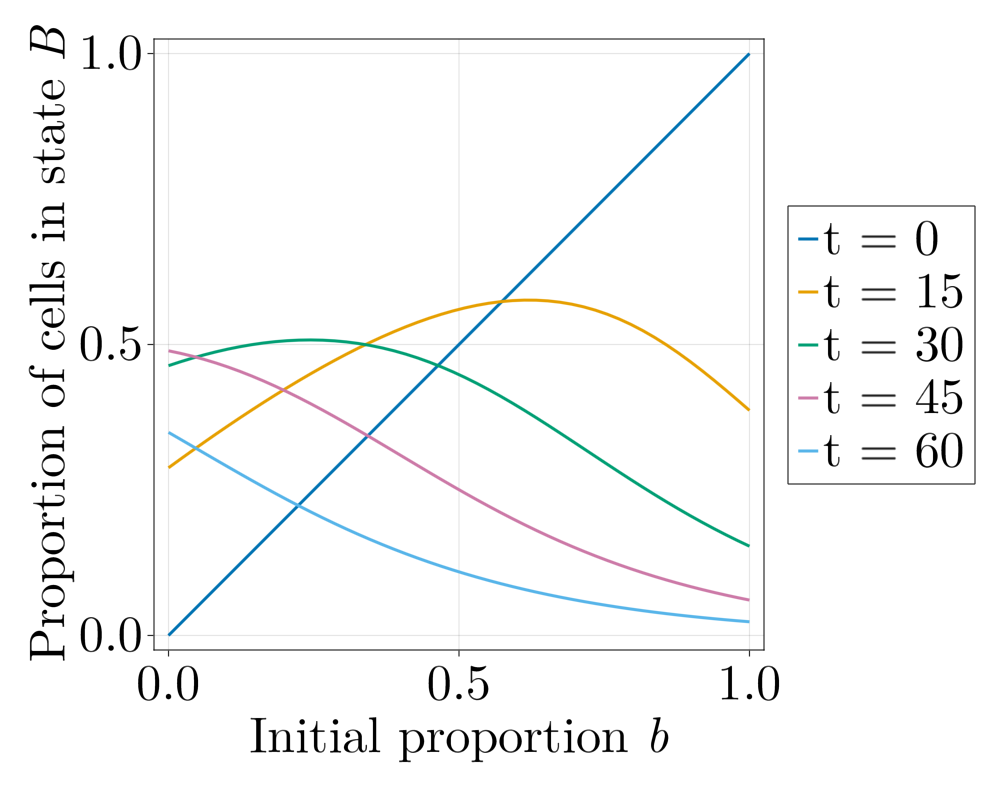 Proportion of cells in state B
1.0
0.5
0.0
0.0 0.5 1.0
Initial proportion b
t = 0
t = 15
t = 30
t = 45
t = 60